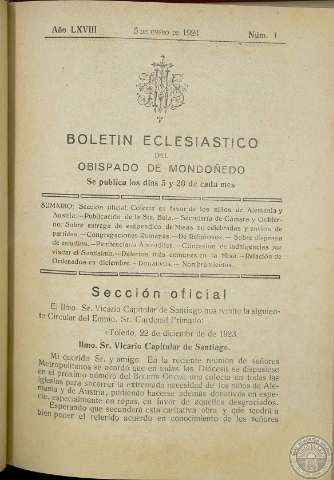 Año LXVIII 5 DE ENERO DE 1924 Núm. 1
BOLETIN ECLESIASTICO
DEL
OBISPADO DE MONDOÑEDO
Se publica los días 5 y 20 de cada mes
SUMARIO: Sección oficial. Colecta en favor de los niños de Alemania y
Austria.—Publicación de la Sta. Bula.—Secretaría de Cámara y Gobier-
no. Sobre entrega de estipendios de Misas no celebradas y envíos de
partidos.—Congregaciones Romanas.—De Religiosos.—Sobre dispensa
de estudios.—Penitenciaría Apostólica.—Concesión de indulgencias por
visitar el Santísimo.—Defectos más comunes en la Misa.—Relación de
Ordenados en diciembre.—Donativos.—Nombramientos.
Sección oficial
El Ilmo. Sr. Vicario Capitular de Santiago nos remite la siguien-
te Circular del Emmo. Sr. Cardenal Primado:
«Toledo, 22 de diciembre de de 1923.
Ilmo. Sr. Vicario Capitular de Santiago.
Mi querido Sr. y amigo: En la reciente reunión de señores
Metropolitanos se acordó que en todas las Diócesis se dispusiese
en el próximo número del Boletín Oficial una colecta en todas las
iglesias para socorrer la extremada necesidad de los niños de Ale-
mania y de Austria, pudiendo hacerse además donativos en espe-
cie, especialmente en ropas, en favor de aquellos desgraciados.
Esperando que secundará esta caritativa obra y que tendrá a
bien poner el referido acuerdo en conocimiento de los señores